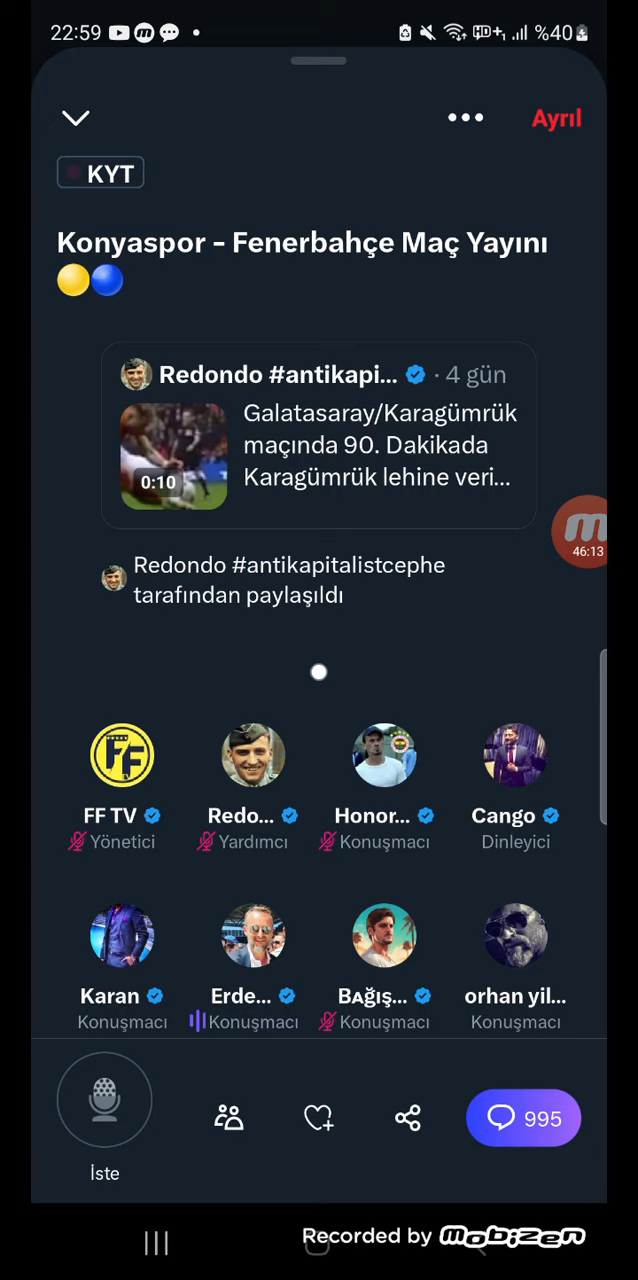 22:59
%40
Ayrıl
KYT
Konyaspor - Fenerbahçe Maç Yayını
Redondo #antikapi... · 4 gün
Galatasaray/Karagümrük
maçında 90. Dakikada
Karagümrük lehine veri...
0:10
46:13
Redondo #antikapitalistcephe
tarafından paylaşıldı
FF TV Redo... Honor... Cango
Yönetici Yardımcı Konuşmacı Dinleyici
Karan Erde... Bağış... orhan yil...
Konuşmacı Konuşmacı Konuşmacı Konuşmacı
995
İste
Recorded by mobizen